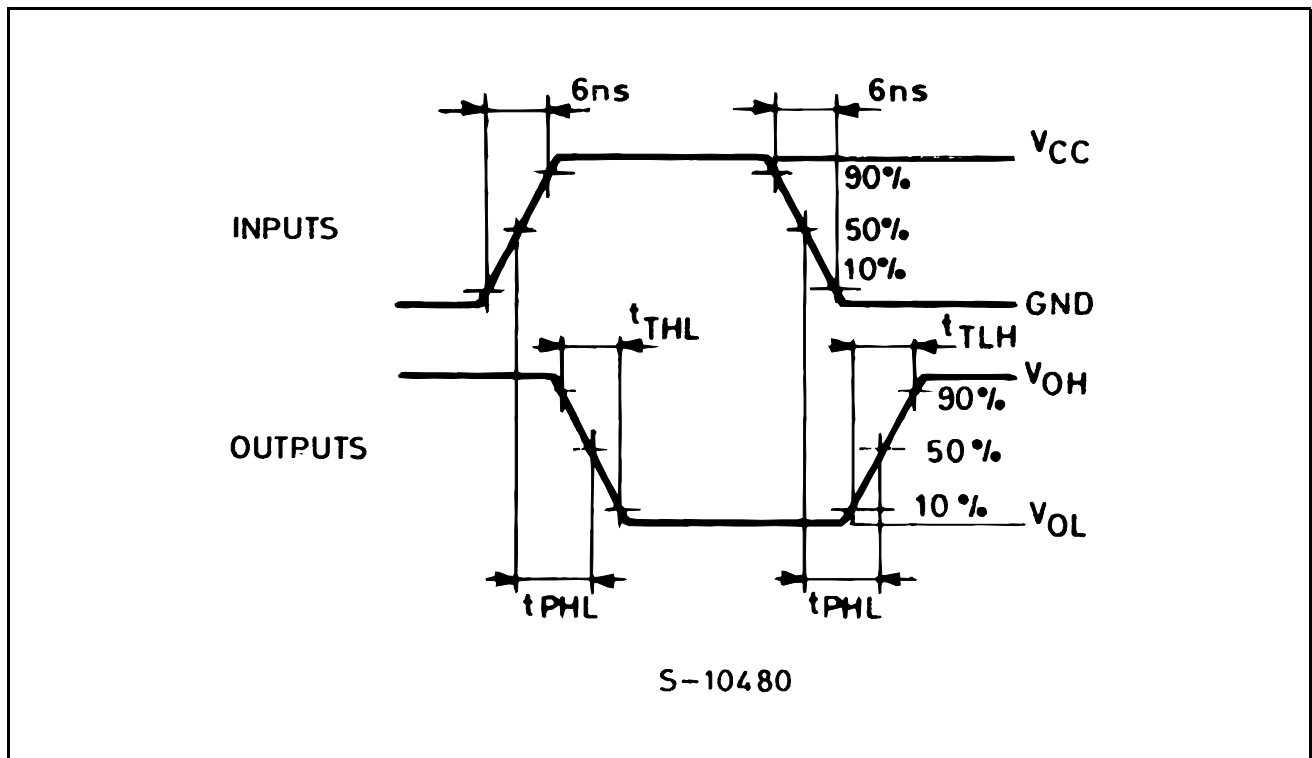 6ns
6ns
VCC
90%
INPUTS
50%
10%
GND
tTHL
tTLH
VOH
90%
OUTPUTS
50%
10%
VOL
tPHL
tPHL
S-10480